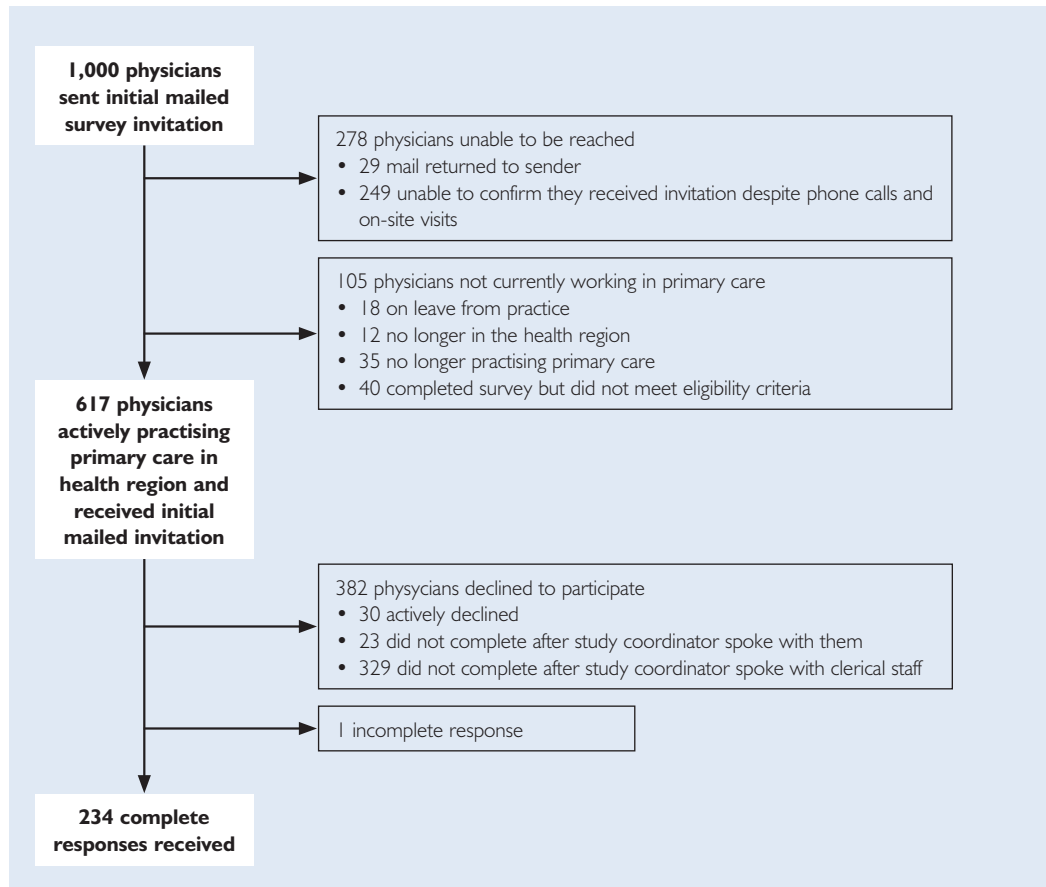 1,000 physicians
sent initial mailed
survey invitation
278 physicians unable to be reached
• 29 mail returned to sender
• 249 unable to confirm they received invitation despite phone calls and
on-site visits
105 physicians not currently working in primary care
• 18 on leave from practice
• 12 no longer in the health region
• 35 no longer practising primary care
• 40 completed survey but did not meet eligibility criteria
617 physicians
actively practising
primary care in
health region and
received initial
mailed invitation
382 physycians declined to participate
• 30 actively declined
• 23 did not complete after study coordinator spoke with them
• 329 did not complete after study coordinator spoke with clerical staff
1 incomplete response
234 complete
responses received